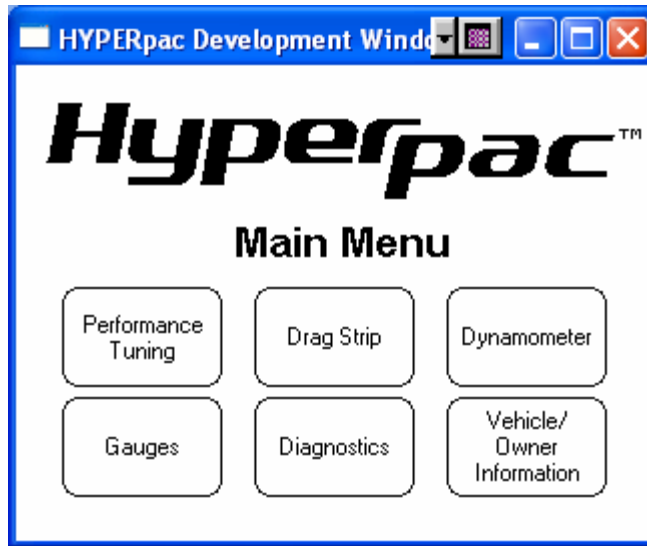 HYPERpac Development Windo
Hyperpac™
Main Menu
Performance
Tuning
Drag Strip
Dynamometer
Gauges
Diagnostics
Vehicle/
Owner
Information